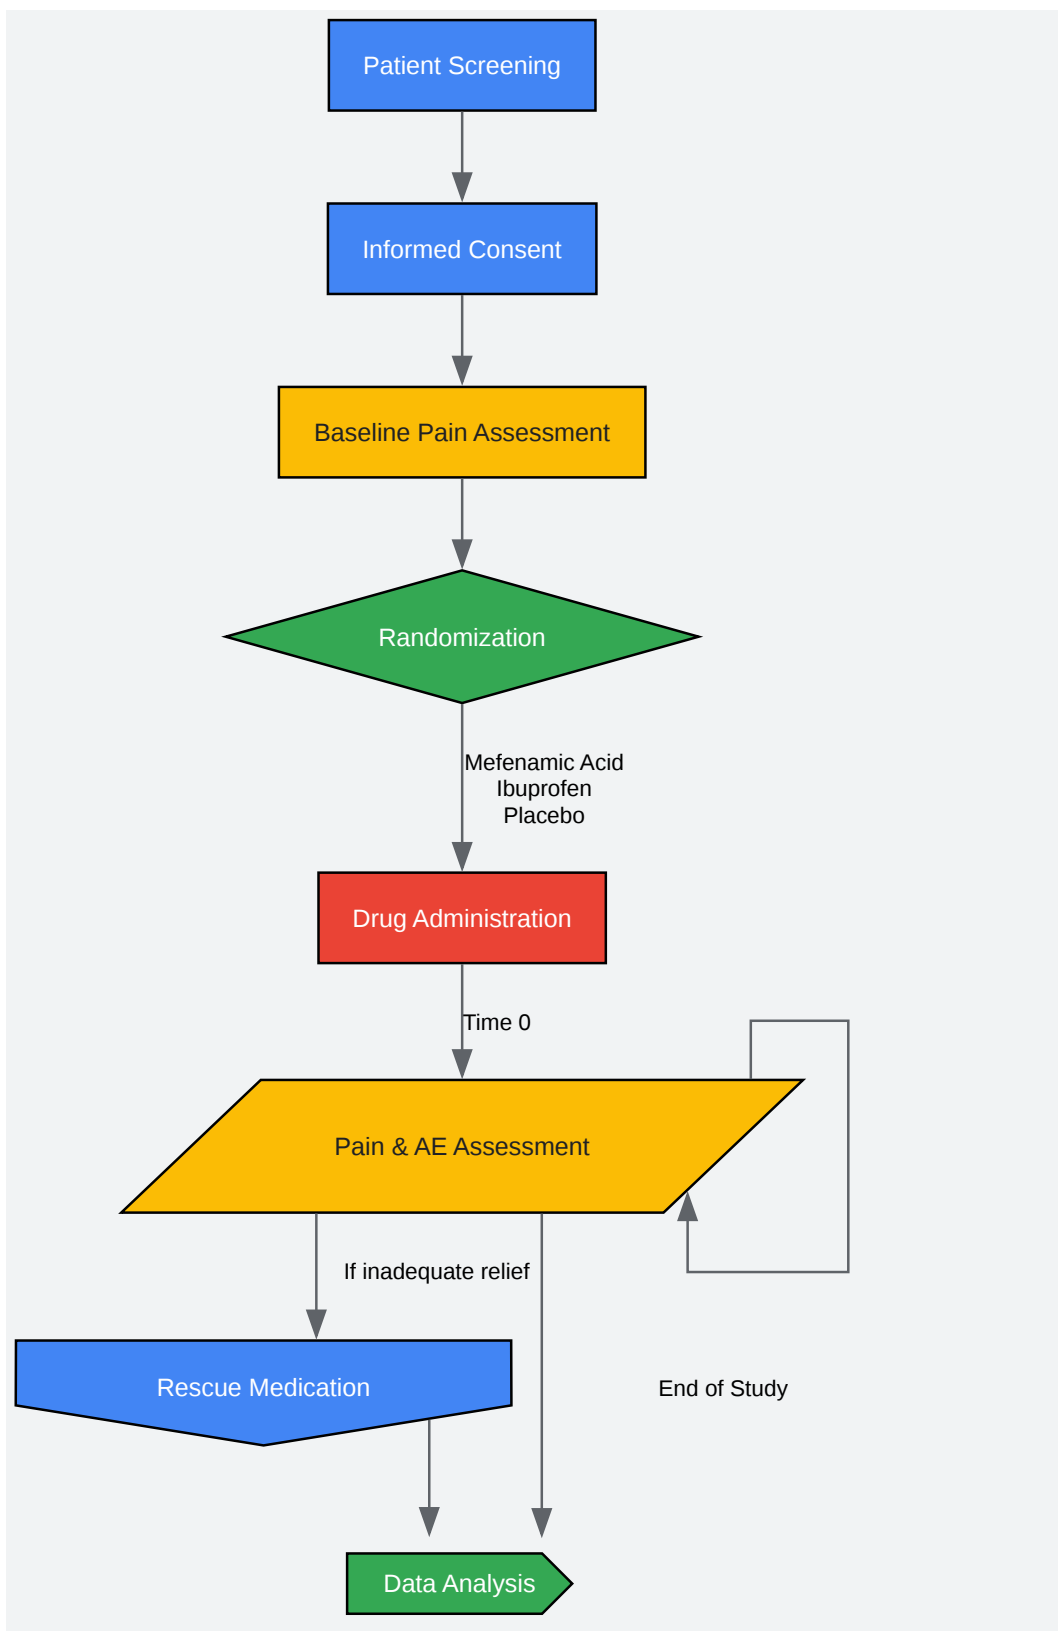 Patient Screening
Informed Consent
Baseline Pain Assessment
Randomization
Mefenamic Acid
Ibuprofen
Placebo
Drug Administration
Time 0
Pain & AE Assessment
If inadequate relief
Rescue Medication
End of Study
Data Analysis